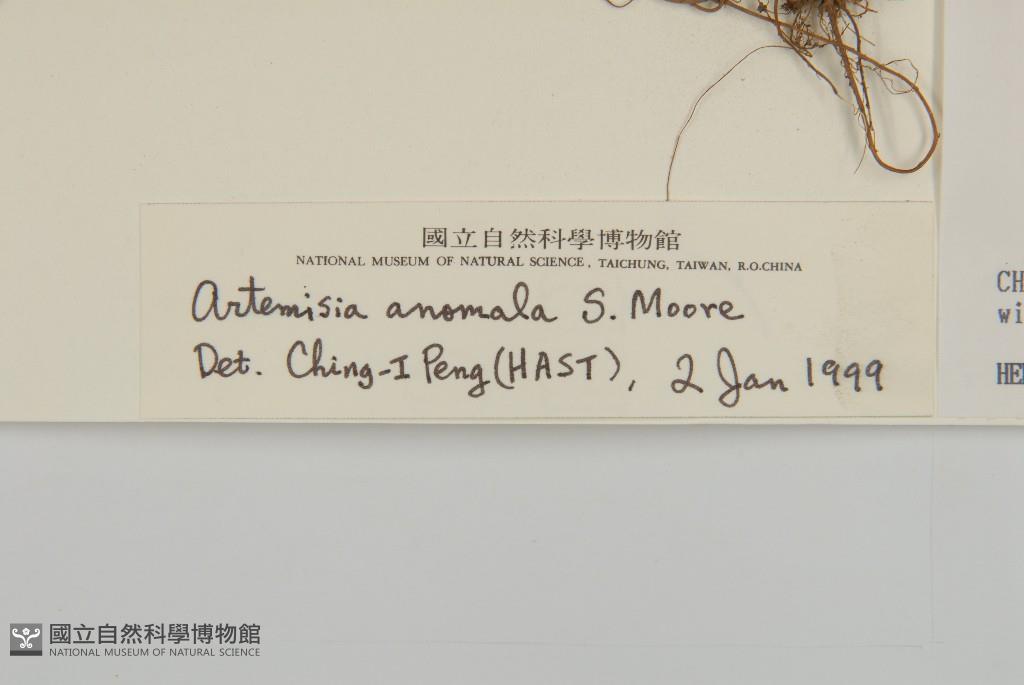 國立自然科學博物館
NATIONAL MUSEUM OF NATURAL SCIENCE, TAICHUNG, TAIWAN, R.O.CHINA
Artemisia anomala S. Moore
Det. Ching-I Peng (HAST), 2 Jan 1999
CH
wi
國立自然科學博物館
NATIONAL MUSEUM OF NATURAL SCIENCE